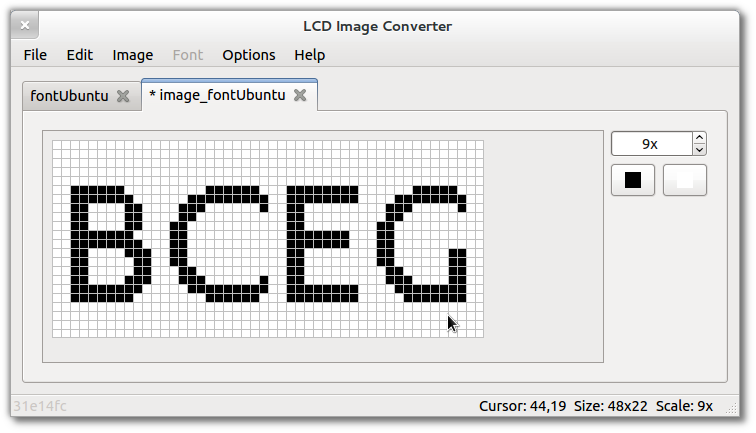 LCD Image Converter
File Edit Image Font Options Help
fontUbuntu * image_fontUbuntu
9x
BCEG
31e14fc Cursor: 44,19 Size: 48x22 Scale: 9x